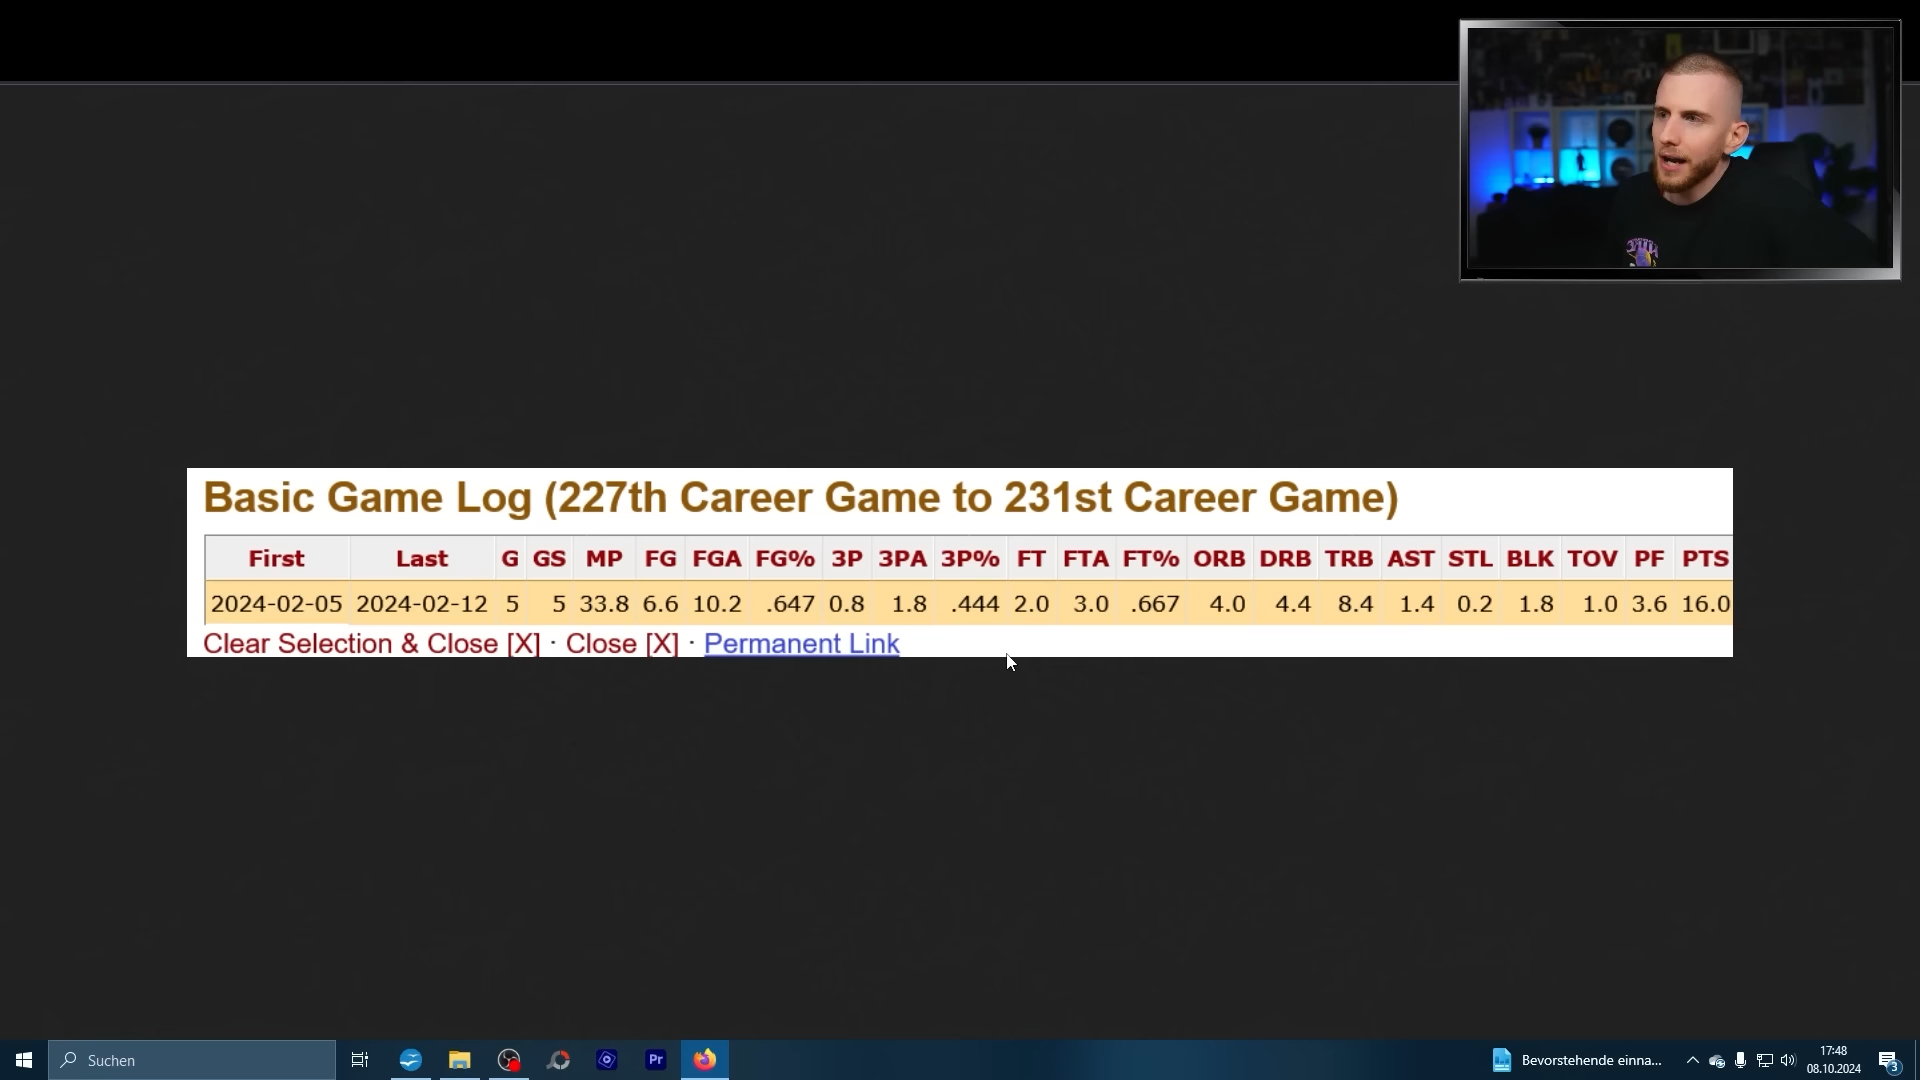 Basic Game Log (227th Career Game to 231st Career Game)
First Last G GS MP FG FGA FG% 3P 3PA 3P% FT FTA FT% ORB DRB TRB AST STL BLK TOV PF PTS
2024-02-05 2024-02-12 5 5 33.8 6.6 10.2 .647 0.8 1.8 .444 2.0 3.0 .667 4.0 4.4 8.4 1.4 0.2 1.8 1.0 3.6 16.0
Clear Selection & Close [X] · Close [X] · Permanent Link
Suchen
Pr
Bevorstehende einna...
17:48
08.10.2024
3